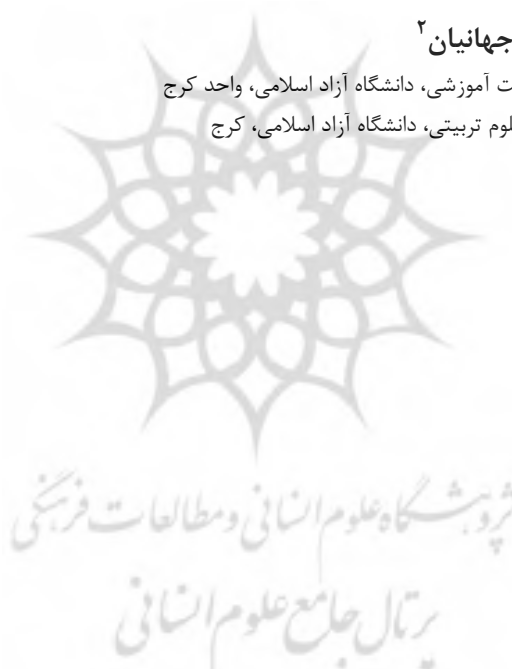 جهانیان۲
ت آموزشی، دانشگاه آزاد اسلامی، واحد کرج
لوم تربیتی، دانشگاه آزاد اسلامی، کرج
پژوهشگاه علوم انسانی و مطالعات فرهنگی
پرتال جامع علوم انسانی